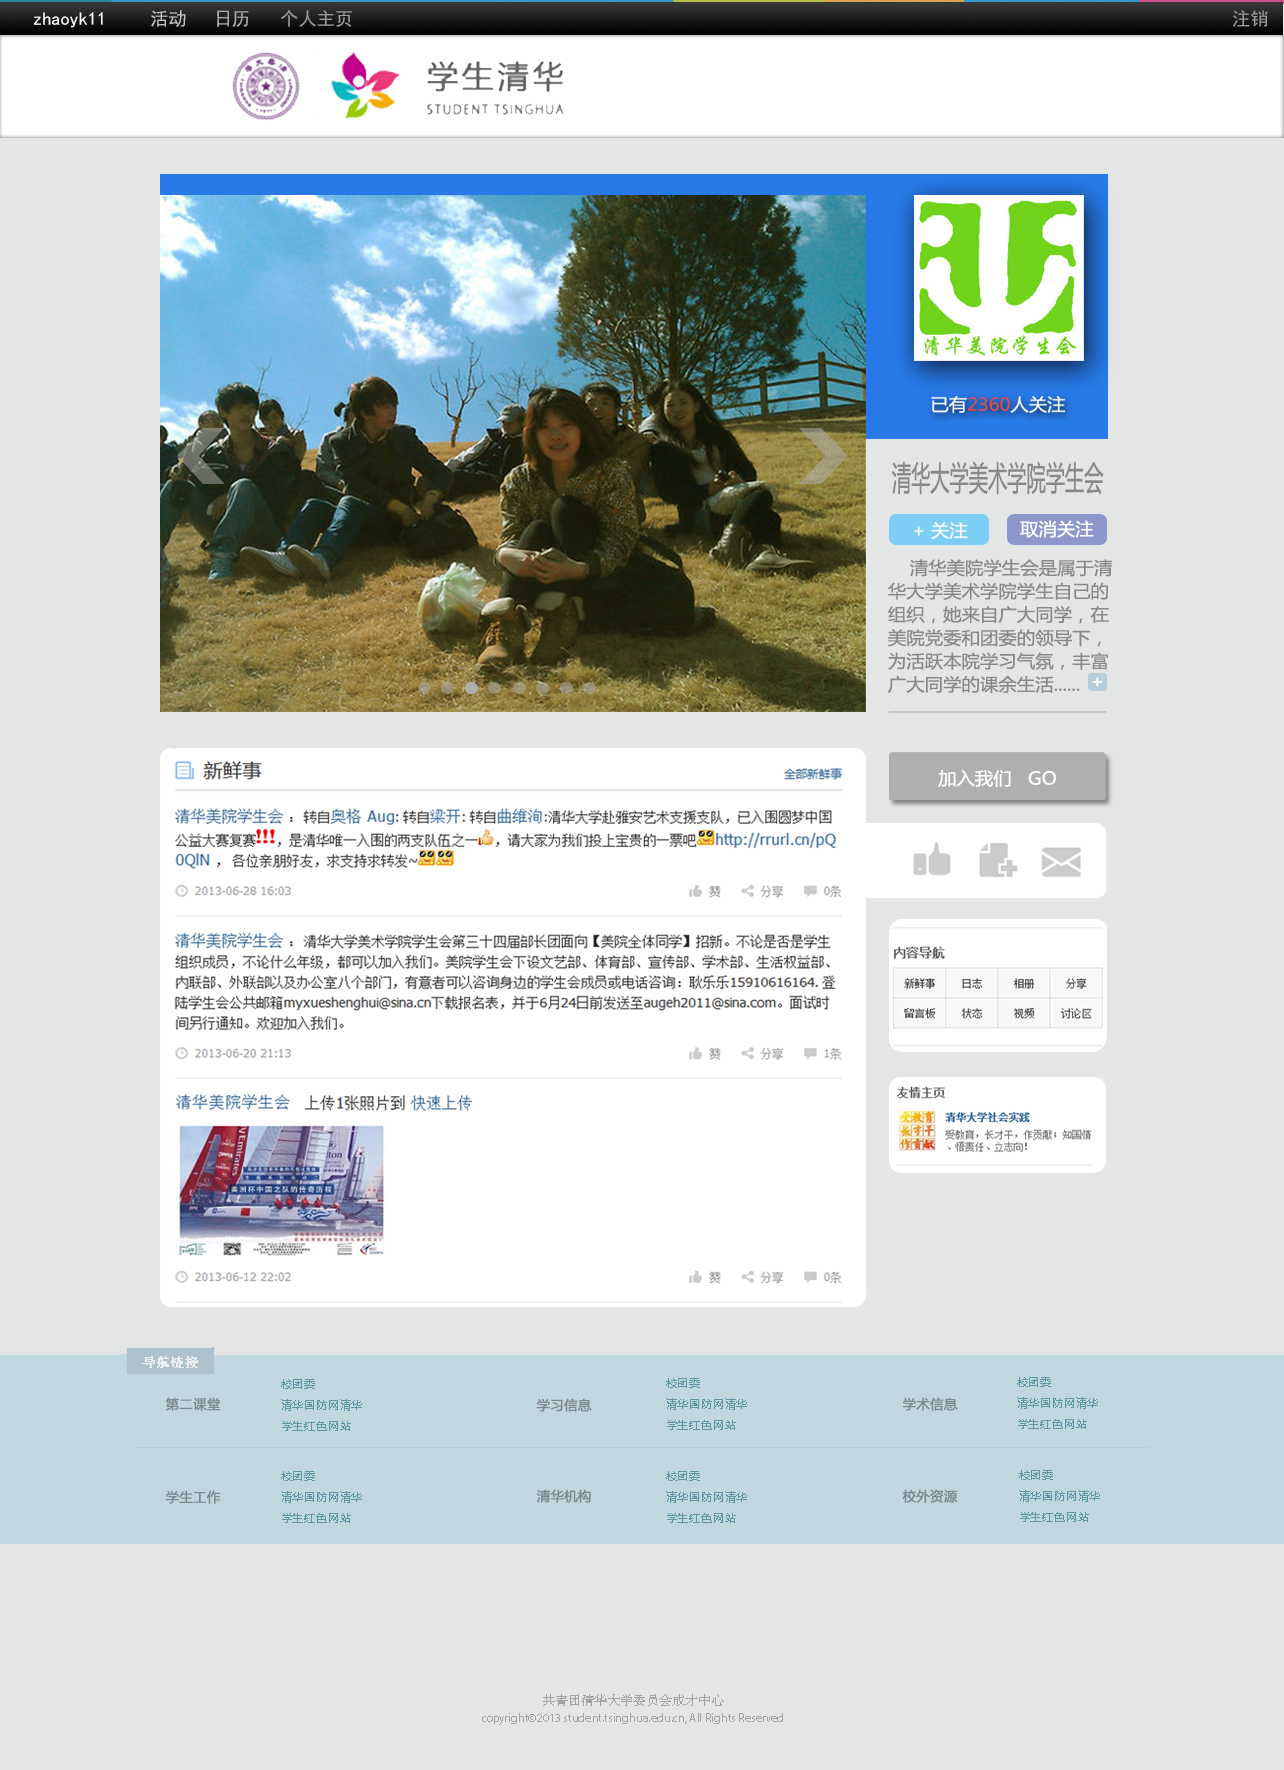 zhaoyk11 活动 日历 个人主页 注销
学生清华
STUDENT TSINGHUA
清华美院学生会
已有2360人关注
清华大学美术学院学生会
+ 关注 取消关注
清华美院学生会是属于清
华大学美术学院学生自己的
组织，她来自广大同学，在
美院党委和团委的领导下，
为活跃本院学习气氛，丰富
广大同学的课余生活...... +
新鲜事 全部新鲜事
清华美院学生会 ：转自奥格 Aug: 转自梁开: 转自曲维洵:清华大学赴雅安艺术支援支队，已入围圆梦中国
公益大赛复赛!!!，是清华唯一入围的两支队伍之一，请大家为我们投上宝贵的一票吧http://rrurl.cn/pQ
0QlN ，各位亲朋好友，求支持求转发~
2013-06-28 16:03 赞 分享 0条
清华美院学生会 ：清华大学美术学院学生会第三十四届部长团面向【美院全体同学】招新。不论是否是学生
组织成员，不论什么年级，都可以加入我们。美院学生会下设文艺部、体育部、宣传部、学术部、生活权益部、
内联部、外联部以及办公室八个部门，有意者可以咨询身边的学生会成员或电话咨询：耿乐乐15910616164. 登
陆学生会公共邮箱myxueshenghui@sina.cn下载报名表，并于6月24日前发送至augeh2011@sina.com。面试时
间另行通知。欢迎加入我们。
2013-06-20 21:13 赞 分享 1条
清华美院学生会 上传1张照片到 快速上传
Emirates
美洲杯中国之队的传奇历程
2013-06-12 22:02 赞 分享 0条
加入我们 GO
内容导航
新鲜事 日志 相册 分享
留言板 状态 视频 讨论区
友情主页
受教育
长才干
作贡献
清华大学社会实践
受教育，长才干，作贡献；知国情
、悟责任、立志向！
导航链接
第二课堂
校团委
清华国防网清华
学生红色网站
学习信息
校团委
清华国防网清华
学生红色网站
学术信息
校团委
清华国防网清华
学生红色网站
学生工作
校团委
清华国防网清华
学生红色网站
清华机构
校团委
清华国防网清华
学生红色网站
校外资源
校团委
清华国防网清华
学生红色网站
共青团清华大学委员会成才中心
copyright©2013 student.tsinghua.edu.cn, All Rights Reserved